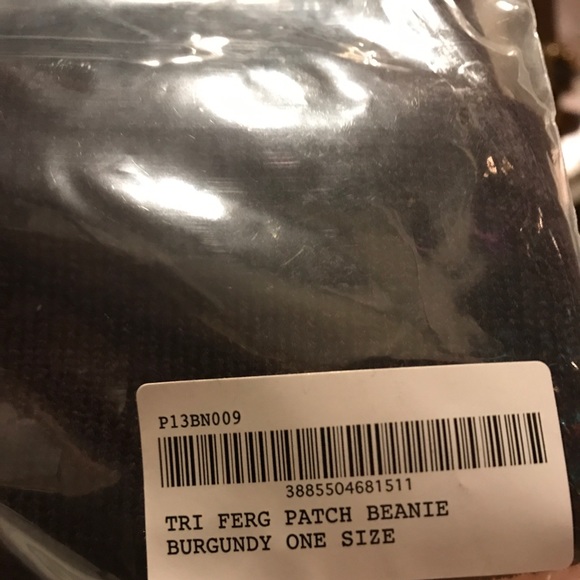 P13BN009
3885504681511
TRI FERG PATCH BEANIE
BURGUNDY ONE SIZE